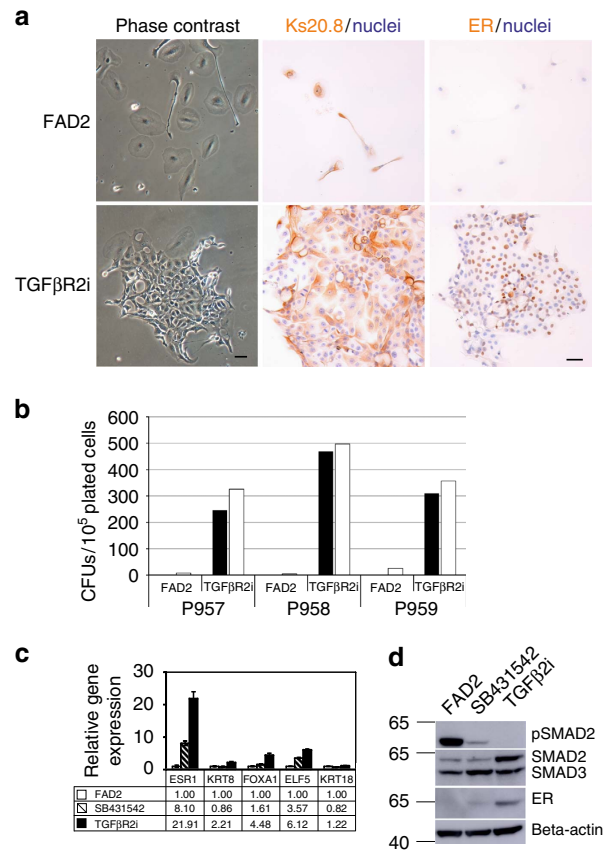 a
Phase contrast
Ks20.8/nuclei
ER/nuclei
FAD2
TGFβR2i
b
CFUs/10⁵ plated cells
600
500
400
300
200
100
0
FAD2 TGFβR2i FAD2 TGFβR2i FAD2 TGFβR2i
P957 P958 P959
c
Relative gene expression
30
20
10
0
ESR1 KRT8 FOXA1 ELF5 KRT18
FAD2 1.00 1.00 1.00 1.00 1.00
SB431542 8.10 0.86 1.61 3.57 0.82
TGFβR2i 21.91 2.21 4.48 6.12 1.22
d
FAD2 SB431542 TGFβ2i
65 pSMAD2
65 SMAD2
SMAD3
65 ER
40 Beta-actin